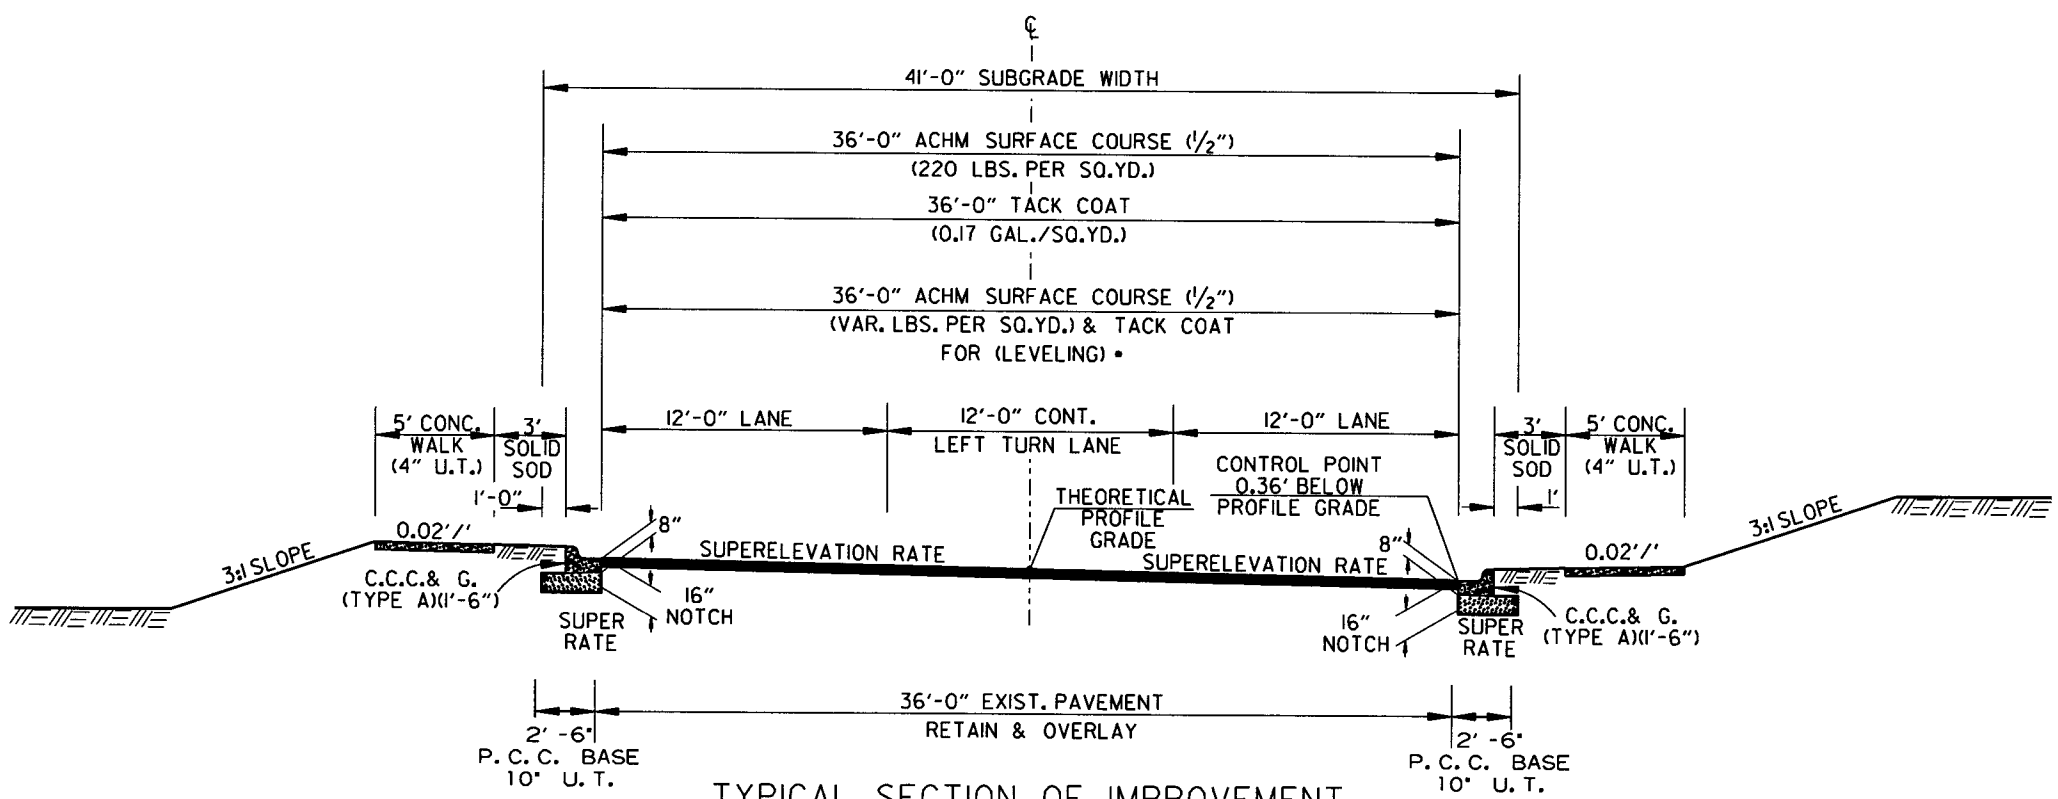 ℄
41'-0" SUBGRADE WIDTH
36'-0" ACHM SURFACE COURSE (1/2")
(220 LBS. PER SQ.YD.)
36'-0" TACK COAT
(0.17 GAL./SQ.YD.)
36'-0" ACHM SURFACE COURSE (1/2")
(VAR. LBS. PER SQ.YD.) & TACK COAT
FOR (LEVELING) •
5' CONC.
WALK
(4" U.T.)
3'
SOLID
SOD
1'-0"
12'-0" LANE
12'-0" CONT.
LEFT TURN LANE
12'-0" LANE
3'
SOLID
SOD
5' CONC.
WALK
(4" U.T.)
1'
CONTROL POINT
0.36' BELOW
PROFILE GRADE
THEORETICAL
PROFILE
GRADE
3:1 SLOPE
0.02'/'
8"
SUPERELEVATION RATE
SUPERELEVATION RATE
8"
0.02'/'
3:1 SLOPE
C.C.C.& G.
(TYPE A)(1'-6")
16"
NOTCH
SUPER
RATE
16"
NOTCH
SUPER
RATE
C.C.C.& G.
(TYPE A)(1'-6")
2' -6"
P.C.C. BASE
10" U.T.
36'-0" EXIST. PAVEMENT
RETAIN & OVERLAY
2' -6"
P.C.C. BASE
10" U.T.
TYPICAL SECTION OF IMPROVEMENT